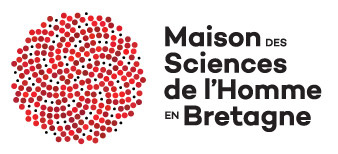 Maison DES
Sciences
de l'Homme
EN Bretagne